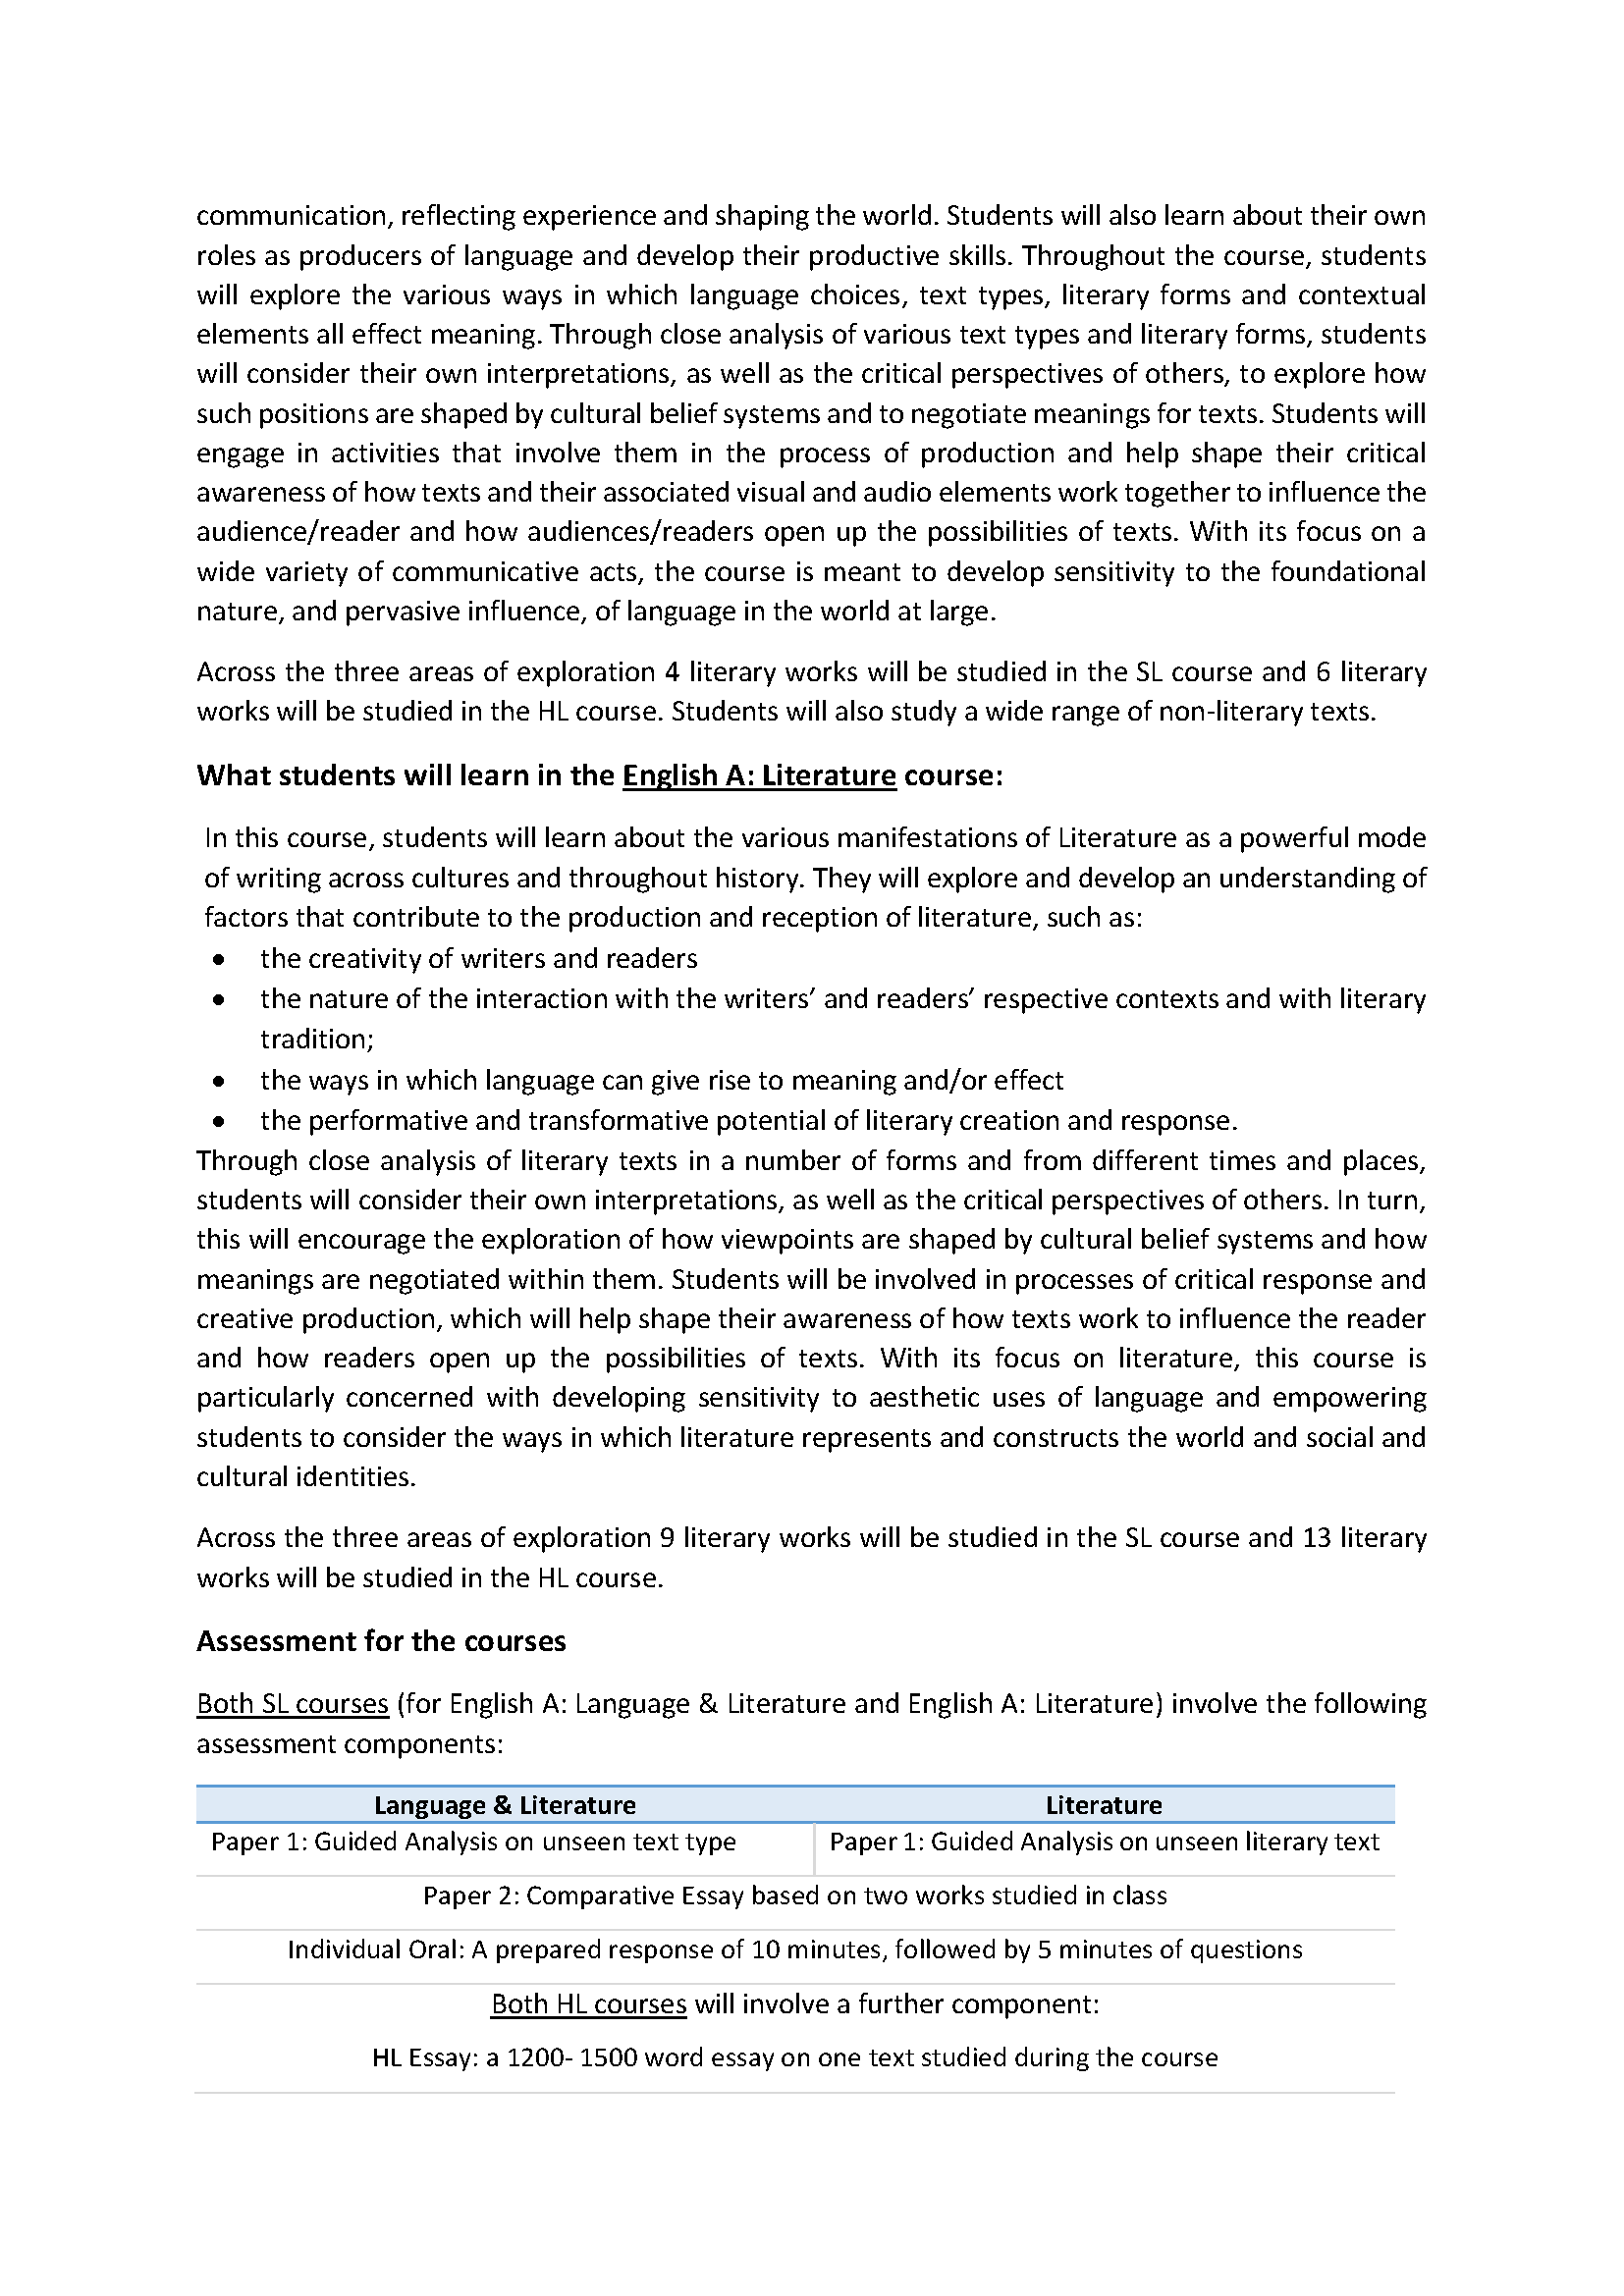 communication, reflecting experience and shaping the world. Students will also learn about their own
roles as producers of language and develop their productive skills. Throughout the course, students
will explore the various ways in which language choices, text types, literary forms and contextual
elements all effect meaning. Through close analysis of various text types and literary forms, students
will consider their own interpretations, as well as the critical perspectives of others, to explore how
such positions are shaped by cultural belief systems and to negotiate meanings for texts. Students will
engage in activities that involve them in the process of production and help shape their critical
awareness of how texts and their associated visual and audio elements work together to influence the
audience/reader and how audiences/readers open up the possibilities of texts. With its focus on a
wide variety of communicative acts, the course is meant to develop sensitivity to the foundational
nature, and pervasive influence, of language in the world at large.
Across the three areas of exploration 4 literary works will be studied in the SL course and 6 literary
works will be studied in the HL course. Students will also study a wide range of non-literary texts.
What students will learn in the English A: Literature course:
In this course, students will learn about the various manifestations of Literature as a powerful mode
of writing across cultures and throughout history. They will explore and develop an understanding of
factors that contribute to the production and reception of literature, such as:
• the creativity of writers and readers
• the nature of the interaction with the writers’ and readers’ respective contexts and with literary
tradition;
• the ways in which language can give rise to meaning and/or effect
• the performative and transformative potential of literary creation and response.
Through close analysis of literary texts in a number of forms and from different times and places,
students will consider their own interpretations, as well as the critical perspectives of others. In turn,
this will encourage the exploration of how viewpoints are shaped by cultural belief systems and how
meanings are negotiated within them. Students will be involved in processes of critical response and
creative production, which will help shape their awareness of how texts work to influence the reader
and how readers open up the possibilities of texts. With its focus on literature, this course is
particularly concerned with developing sensitivity to aesthetic uses of language and empowering
students to consider the ways in which literature represents and constructs the world and social and
cultural identities.
Across the three areas of exploration 9 literary works will be studied in the SL course and 13 literary
works will be studied in the HL course.
Assessment for the courses
Both SL courses (for English A: Language & Literature and English A: Literature) involve the following
assessment components:
Language & Literature Literature
Paper 1: Guided Analysis on unseen text type Paper 1: Guided Analysis on unseen literary text
Paper 2: Comparative Essay based on two works studied in class
Individual Oral: A prepared response of 10 minutes, followed by 5 minutes of questions
Both HL courses will involve a further component:
HL Essay: a 1200- 1500 word essay on one text studied during the course